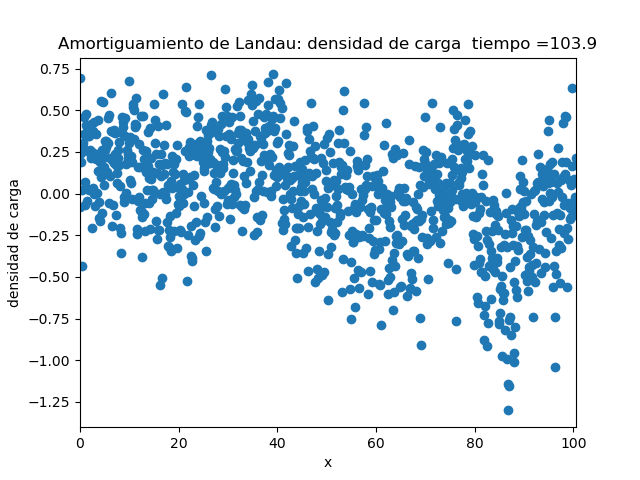 Amortiguamiento de Landau: densidad de carga  tiempo =103.9
0.75
0.50
0.25
0.00
−0.25
−0.50
−0.75
−1.00
−1.25
densidad de carga
0 20 40 60 80 100
x